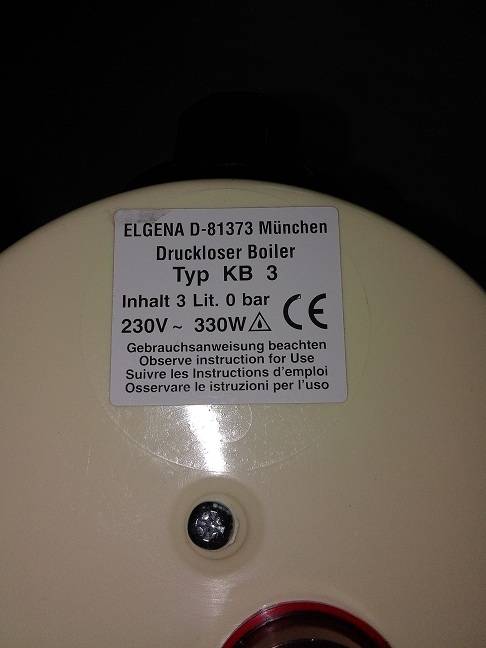 ELGENA D-81373 München
Druckloser Boiler
Typ KB 3
Inhalt 3 Lit. 0 bar
230V ~ 330W CE
Gebrauchsanweisung beachten
Observe instruction for Use
Suivre les Instructions d'emploi
Osservare le istruzioni per l'uso